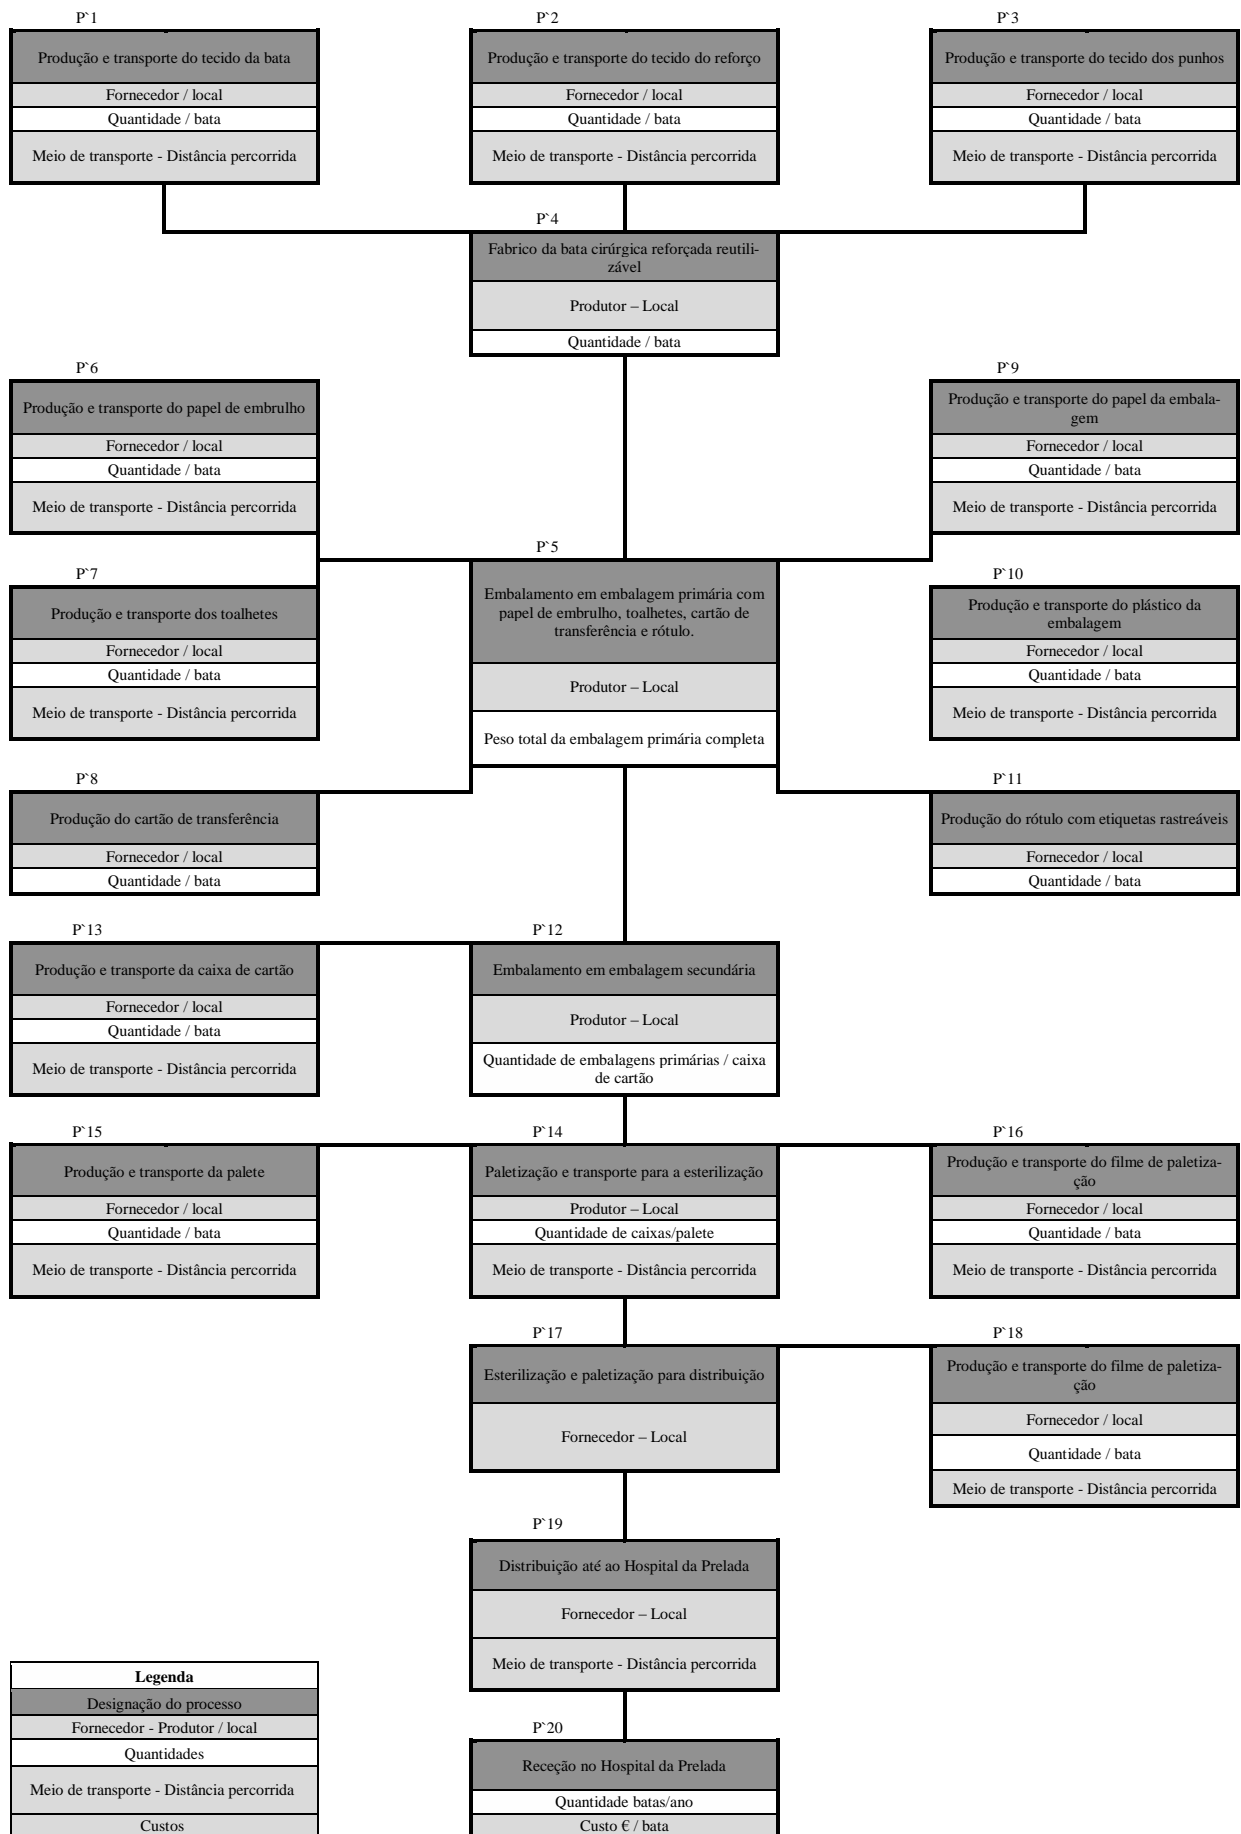 P`1
Produção e transporte do tecido da bata
Fornecedor / local
Quantidade / bata
Meio de transporte - Distância percorrida
P`2
Produção e transporte do tecido do reforço
Fornecedor / local
Quantidade / bata
Meio de transporte - Distância percorrida
P`3
Produção e transporte do tecido dos punhos
Fornecedor / local
Quantidade / bata
Meio de transporte - Distância percorrida
P`4
Fabrico da bata cirúrgica reforçada reutili-
zável
Produtor – Local
Quantidade / bata
P`6
Produção e transporte do papel de embrulho
Fornecedor / local
Quantidade / bata
Meio de transporte - Distância percorrida
P`9
Produção e transporte do papel da embala-
gem
Fornecedor / local
Quantidade / bata
Meio de transporte - Distância percorrida
P`5
Embalamento em embalagem primária com
papel de embrulho, toalhetes, cartão de
transferência e rótulo.
Produtor – Local
Peso total da embalagem primária completa
P`7
Produção e transporte dos toalhetes
Fornecedor / local
Quantidade / bata
Meio de transporte - Distância percorrida
P`10
Produção e transporte do plástico da
embalagem
Fornecedor / local
Quantidade / bata
Meio de transporte - Distância percorrida
P`8
Produção do cartão de transferência
Fornecedor / local
Quantidade / bata
P`11
Produção do rótulo com etiquetas rastreáveis
Fornecedor / local
Quantidade / bata
P`13
Produção e transporte da caixa de cartão
Fornecedor / local
Quantidade / bata
Meio de transporte - Distância percorrida
P`12
Embalamento em embalagem secundária
Produtor – Local
Quantidade de embalagens primárias / caixa
de cartão
P`15
Produção e transporte da palete
Fornecedor / local
Quantidade / bata
Meio de transporte - Distância percorrida
P`14
Paletização e transporte para a esterilização
Produtor – Local
Quantidade de caixas/palete
Meio de transporte - Distância percorrida
P`16
Produção e transporte do filme de paletiza-
ção
Fornecedor / local
Quantidade / bata
Meio de transporte - Distância percorrida
P`17
Esterilização e paletização para distribuição
Fornecedor – Local
P`18
Produção e transporte do filme de paletiza-
ção
Fornecedor / local
Quantidade / bata
Meio de transporte - Distância percorrida
P`19
Distribuição até ao Hospital da Prelada
Fornecedor – Local
Meio de transporte - Distância percorrida
Legenda
Designação do processo
Fornecedor - Produtor / local
Quantidades
Meio de transporte - Distância percorrida
Custos
P`20
Receção no Hospital da Prelada
Quantidade batas/ano
Custo € / bata